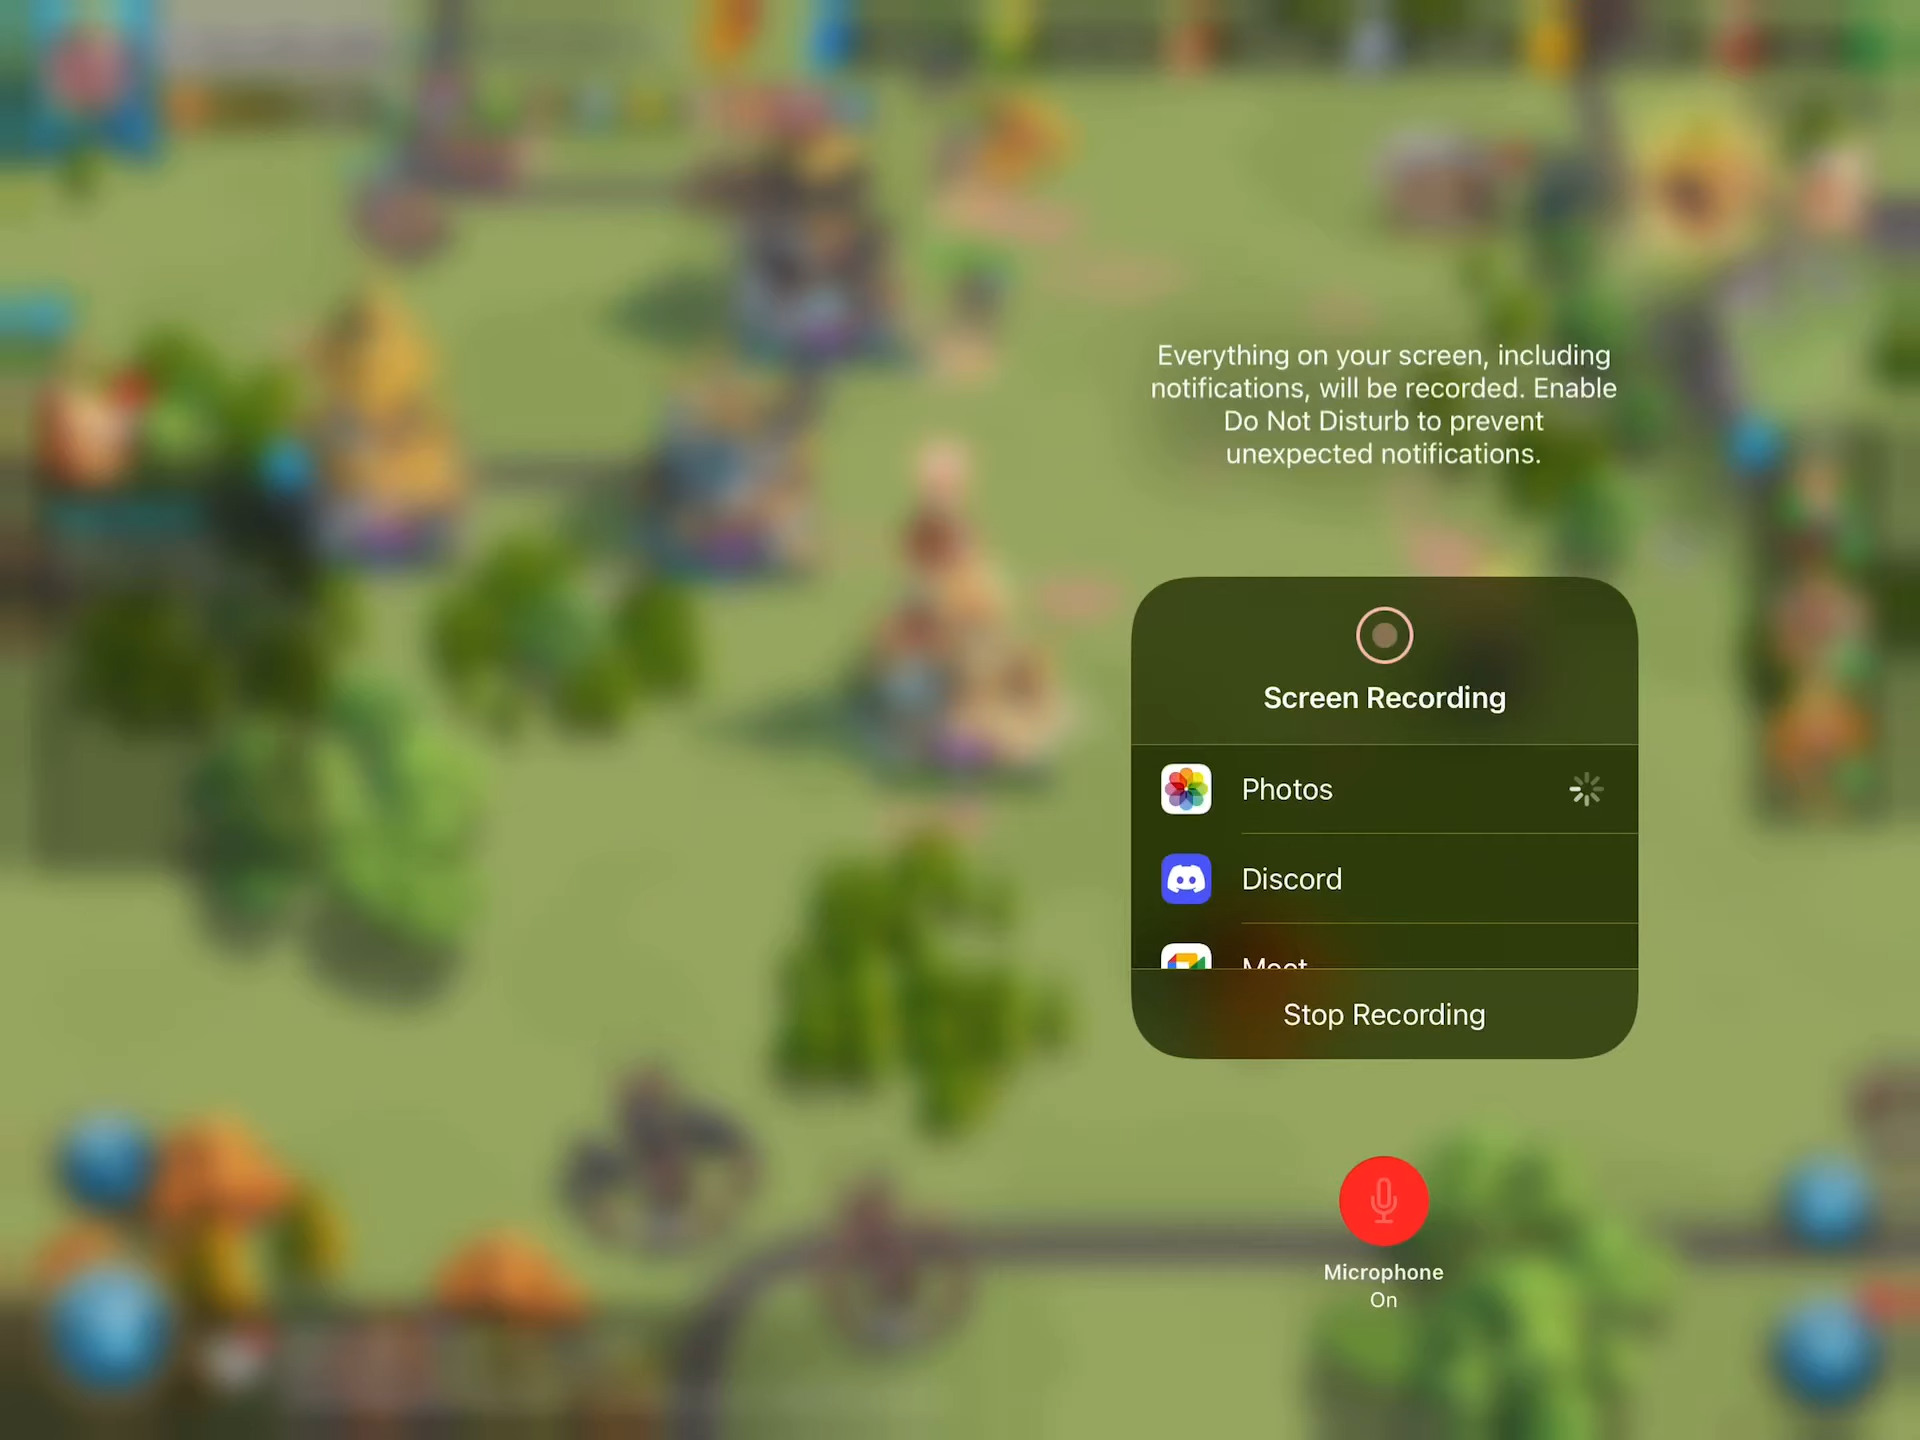 Everything on your screen, including
notifications, will be recorded. Enable
Do Not Disturb to prevent
unexpected notifications.
Screen Recording
Photos
Discord
Meet
Stop Recording
Microphone
On